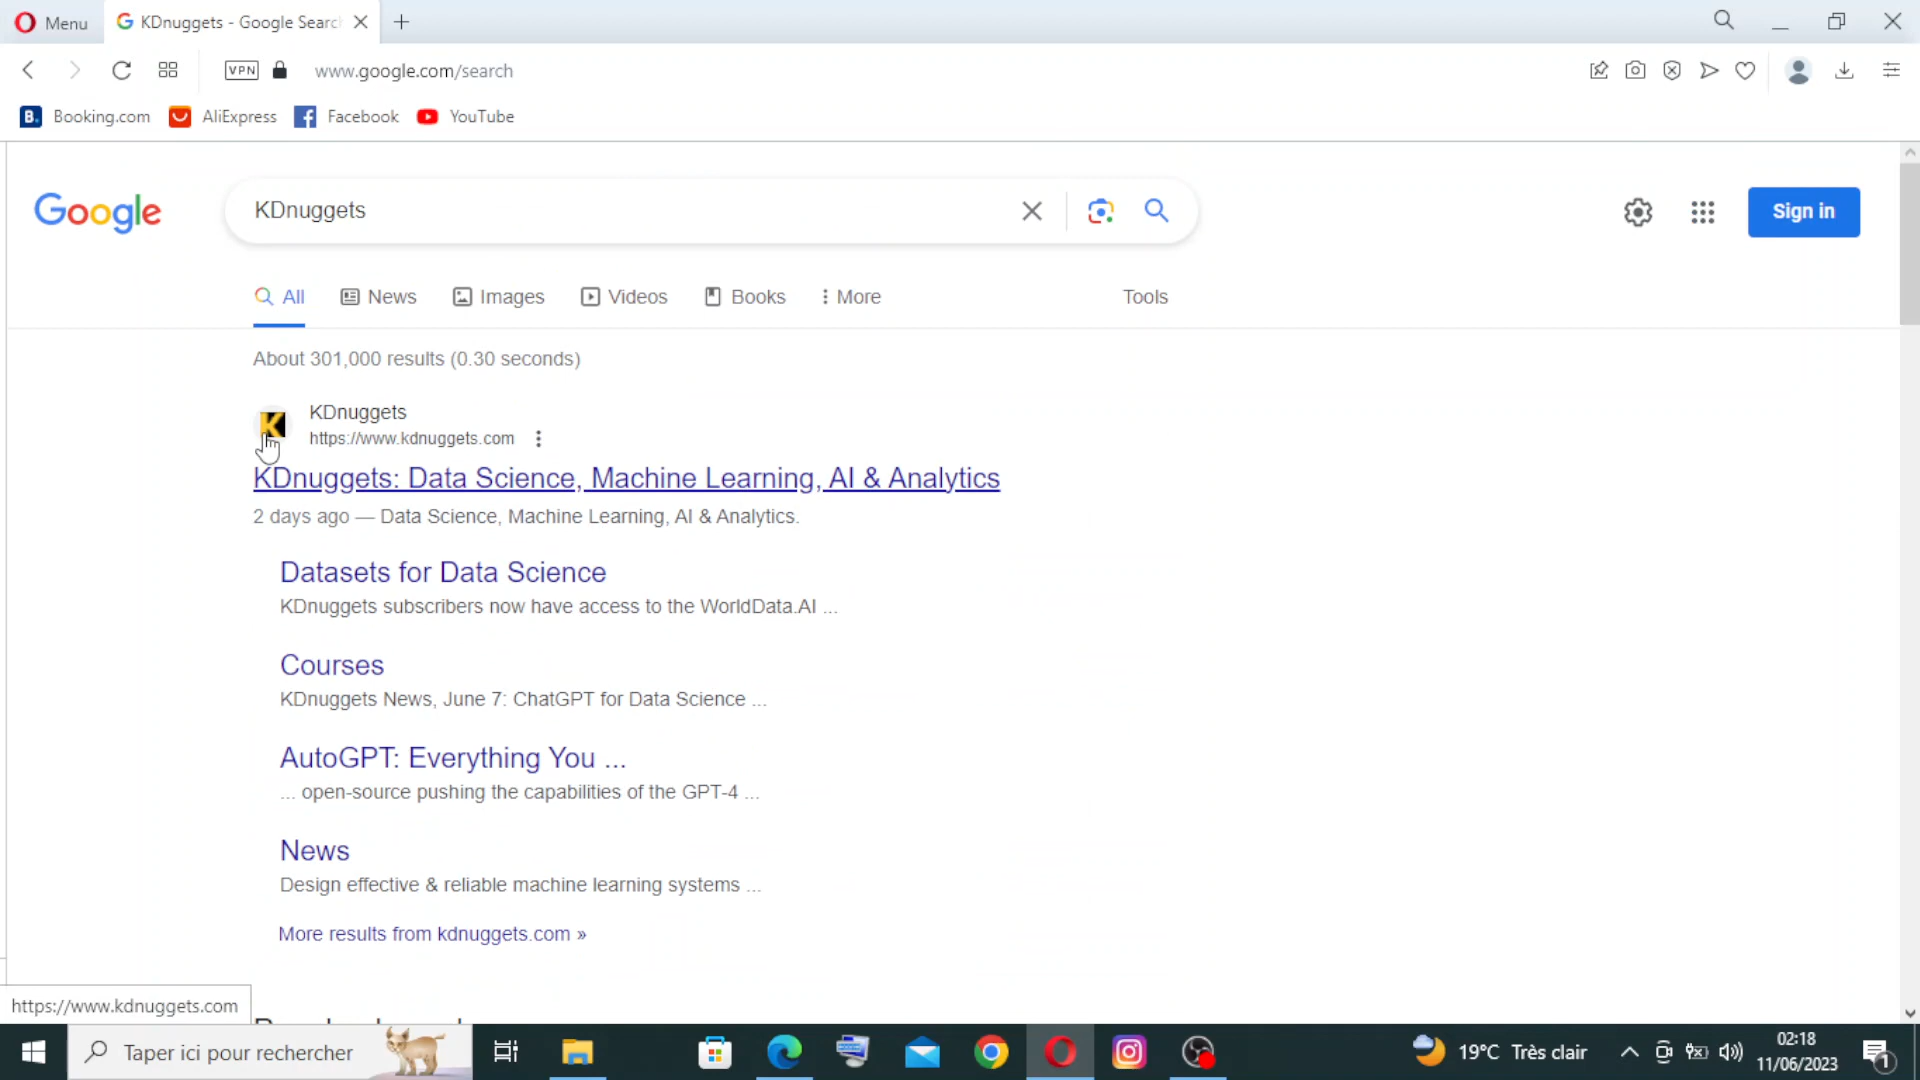 Menu
KDnuggets - Google Search
VPN
www.google.com/search
B.
Booking.com
AliExpress
Facebook
YouTube
Google
KDnuggets
Sign in
All
News
Images
Videos
Books
More
Tools
About 301,000 results (0.30 seconds)
K
KDnuggets
https://www.kdnuggets.com
KDnuggets: Data Science, Machine Learning, AI & Analytics
2 days ago — Data Science, Machine Learning, AI & Analytics.
Datasets for Data Science
KDnuggets subscribers now have access to the WorldData.AI ...
Courses
KDnuggets News, June 7: ChatGPT for Data Science ...
AutoGPT: Everything You ...
... open-source pushing the capabilities of the GPT-4 ...
News
Design effective & reliable machine learning systems ...
More results from kdnuggets.com »
https://www.kdnuggets.com
Taper ici pour rechercher
19°C Très clair
02:18
11/06/2023
1